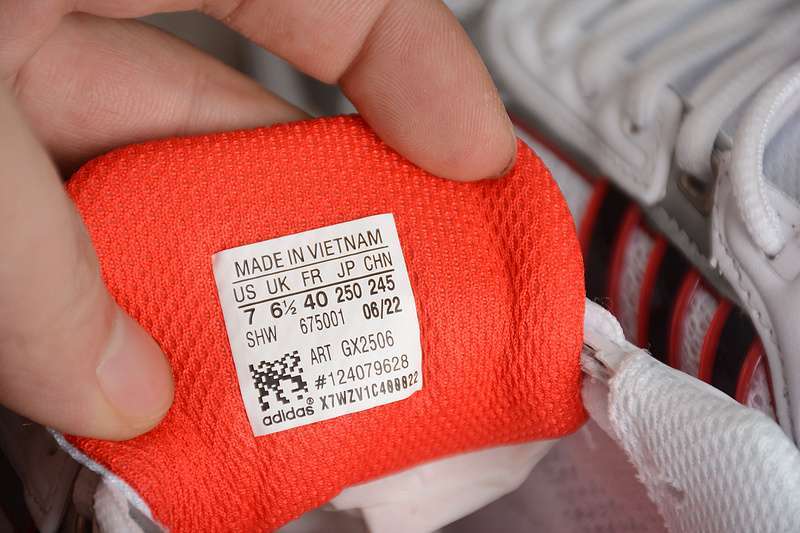 MADE IN VIETNAM
US UK FR JP CHN
7 6½ 40 250 245
SHW 675001 06/22
ART GX2506
#124079628
adidas® X7WZV1C400022